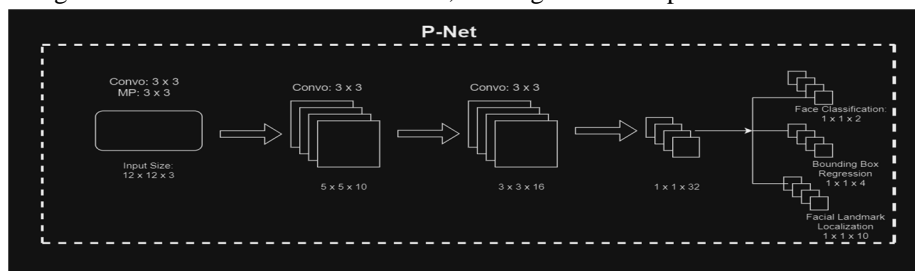 P-Net
Convo: 3 x 3
MP: 3 x 3
Input Size:
12 x 12 x 3
Convo: 3 x 3
5 x 5 x 10
Convo: 3 x 3
3 x 3 x 16
1 x 1 x 32
Face Classification:
1 x 1 x 2
Bounding Box
Regression
1 x 1 x 4
Facial Landmark
Localization
1 x 1 x 10